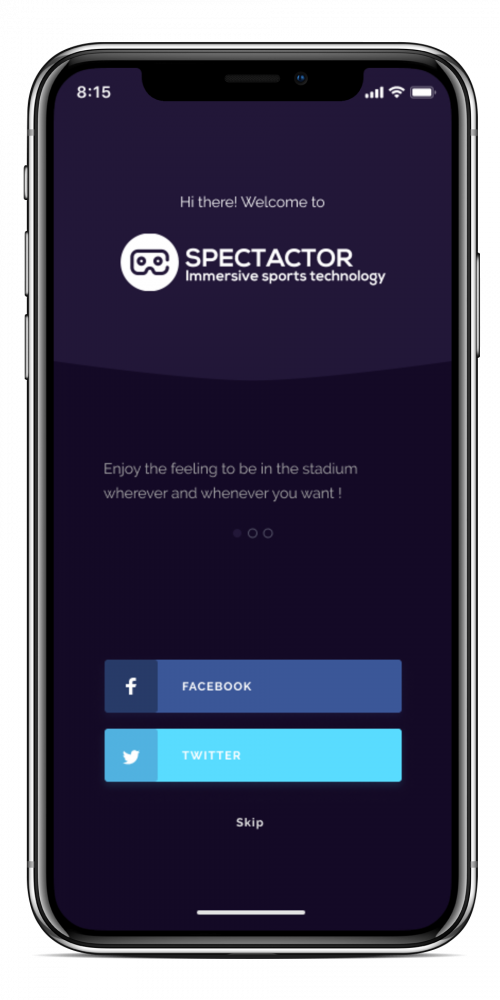 8:15
Hi there! Welcome to
SPECTACTOR
Immersive sports technology
Enjoy the feeling to be in the stadium
wherever and whenever you want !
FACEBOOK
TWITTER
Skip